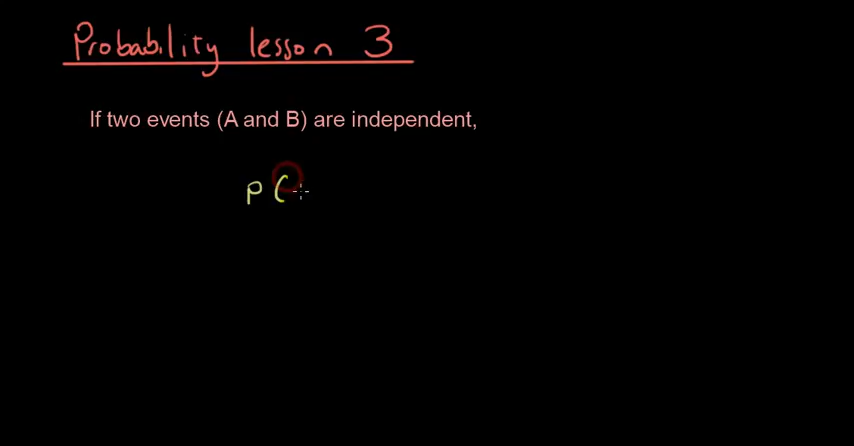 Probability lesson 3
If two events (A and B) are independent,
P (